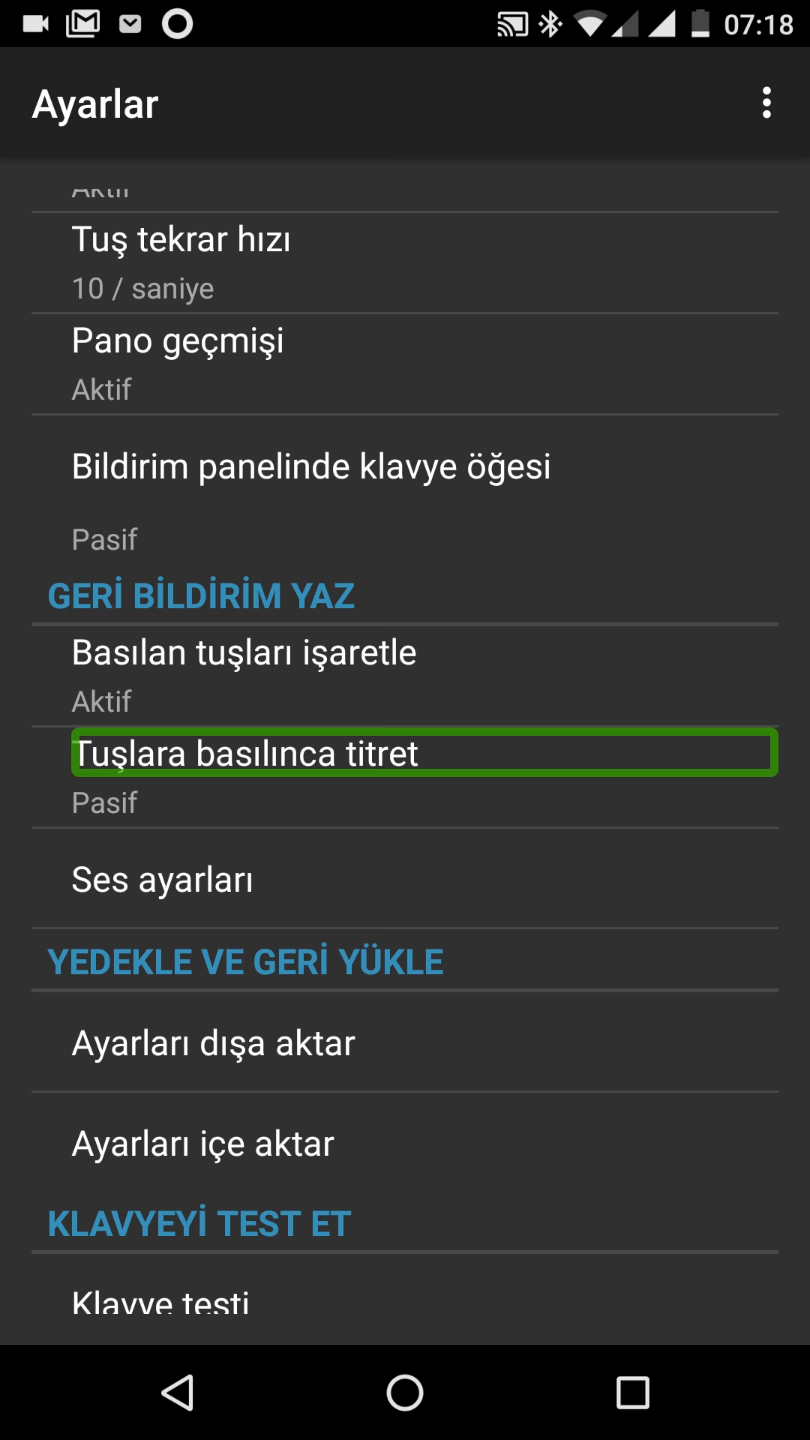 07:18
Ayarlar
Aktif
Tuş tekrar hızı
10 / saniye
Pano geçmişi
Aktif
Bildirim panelinde klavye öğesi
Pasif
GERİ BİLDİRİM YAZ
Basılan tuşları işaretle
Aktif
Tuşlara basılınca titret
Pasif
Ses ayarları
YEDEKLE VE GERİ YÜKLE
Ayarları dışa aktar
Ayarları içe aktar
KLAVYEYİ TEST ET
Klavye testi